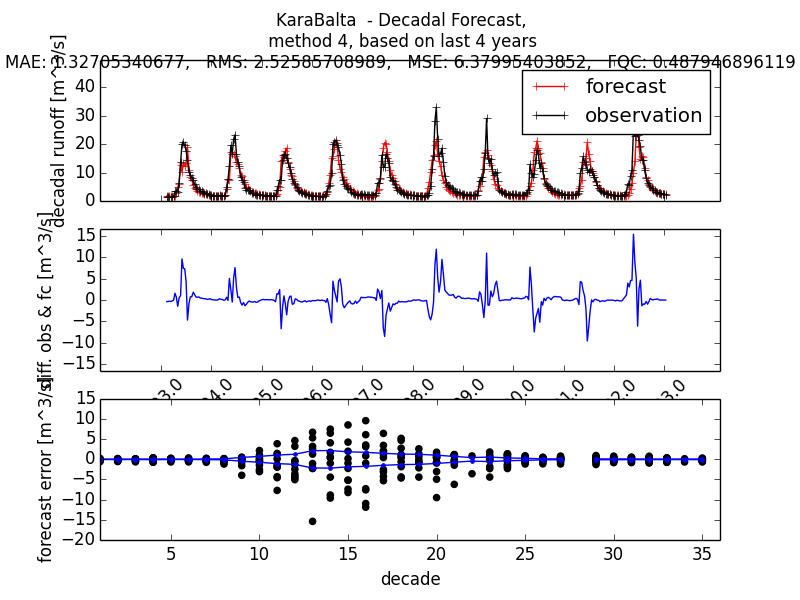 KaraBalta  - Decadal Forecast,
method 4, based on last 4 years
RMS: 2.52585708989,   MSE: 6.37995403852,   FQC: 0.487946896119
decadal runoff [m^3/s]
40
30
20
10
0
forecast
observation
diff. obs & fc [m^3/s]
15
10
5
0
−5
−10
−15
forecast error [m^3/s]
15
10
5
0
−5
−10
−15
−20
5 10 15 20 25 30 35
decade